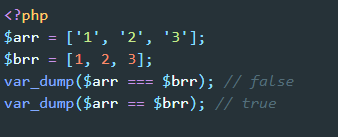 <?php
$arr = ['1', '2', '3'];
$brr = [1, 2, 3];
var_dump($arr === $brr); // false
var_dump($arr == $brr); // true